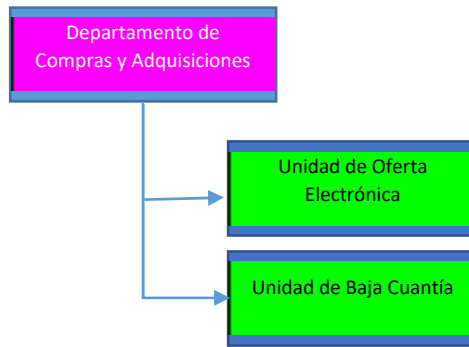 Departamento de
Compras y Adquisiciones
Unidad de Oferta
Electrónica
Unidad de Baja Cuantía